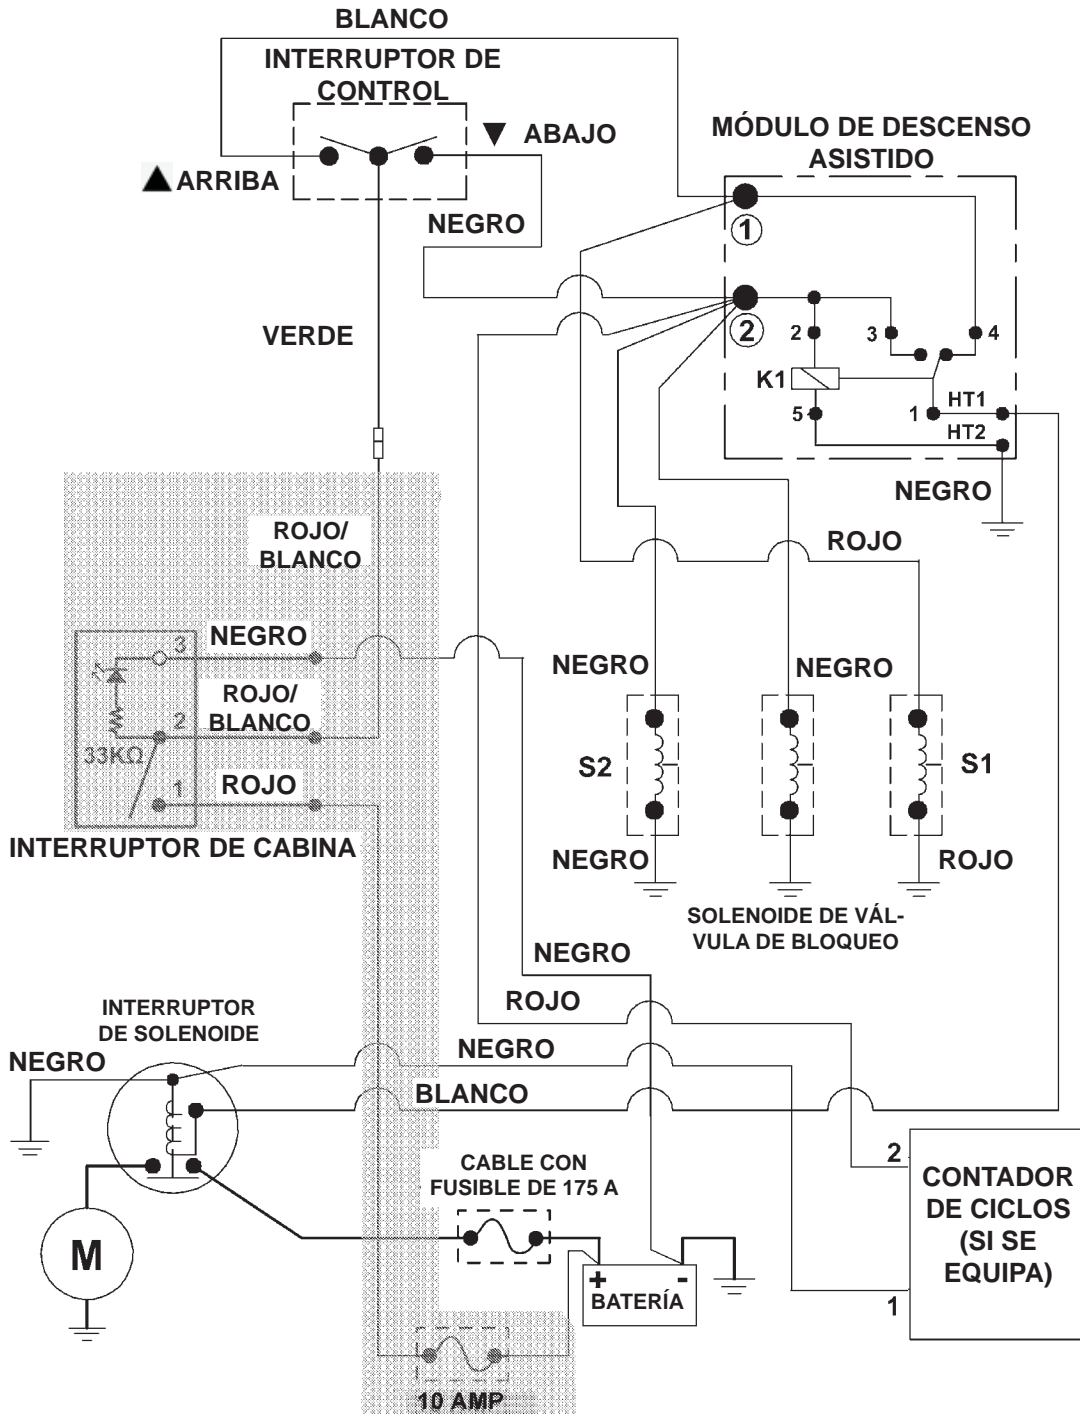 BLANCO
INTERRUPTOR DE
CONTROL
▼ ABAJO
▲ ARRIBA
NEGRO
MÓDULO DE DESCENSO
ASISTIDO
1
2
2
3
4
K1
5
1
HT1
HT2
NEGRO
VERDE
ROJO/
BLANCO
ROJO
3
NEGRO
ROJO/
BLANCO
2
33KΩ
1
ROJO
INTERRUPTOR DE CABINA
NEGRO
NEGRO
S2
S1
NEGRO
ROJO
SOLENOIDE DE VÁL-
VULA DE BLOQUEO
NEGRO
ROJO
INTERRUPTOR
DE SOLENOIDE
NEGRO
NEGRO
BLANCO
CABLE CON
FUSIBLE DE 175 A
M
+
-
BATERÍA
2
CONTADOR
DE CICLOS
(SI SE
EQUIPA)
1
10 AMP